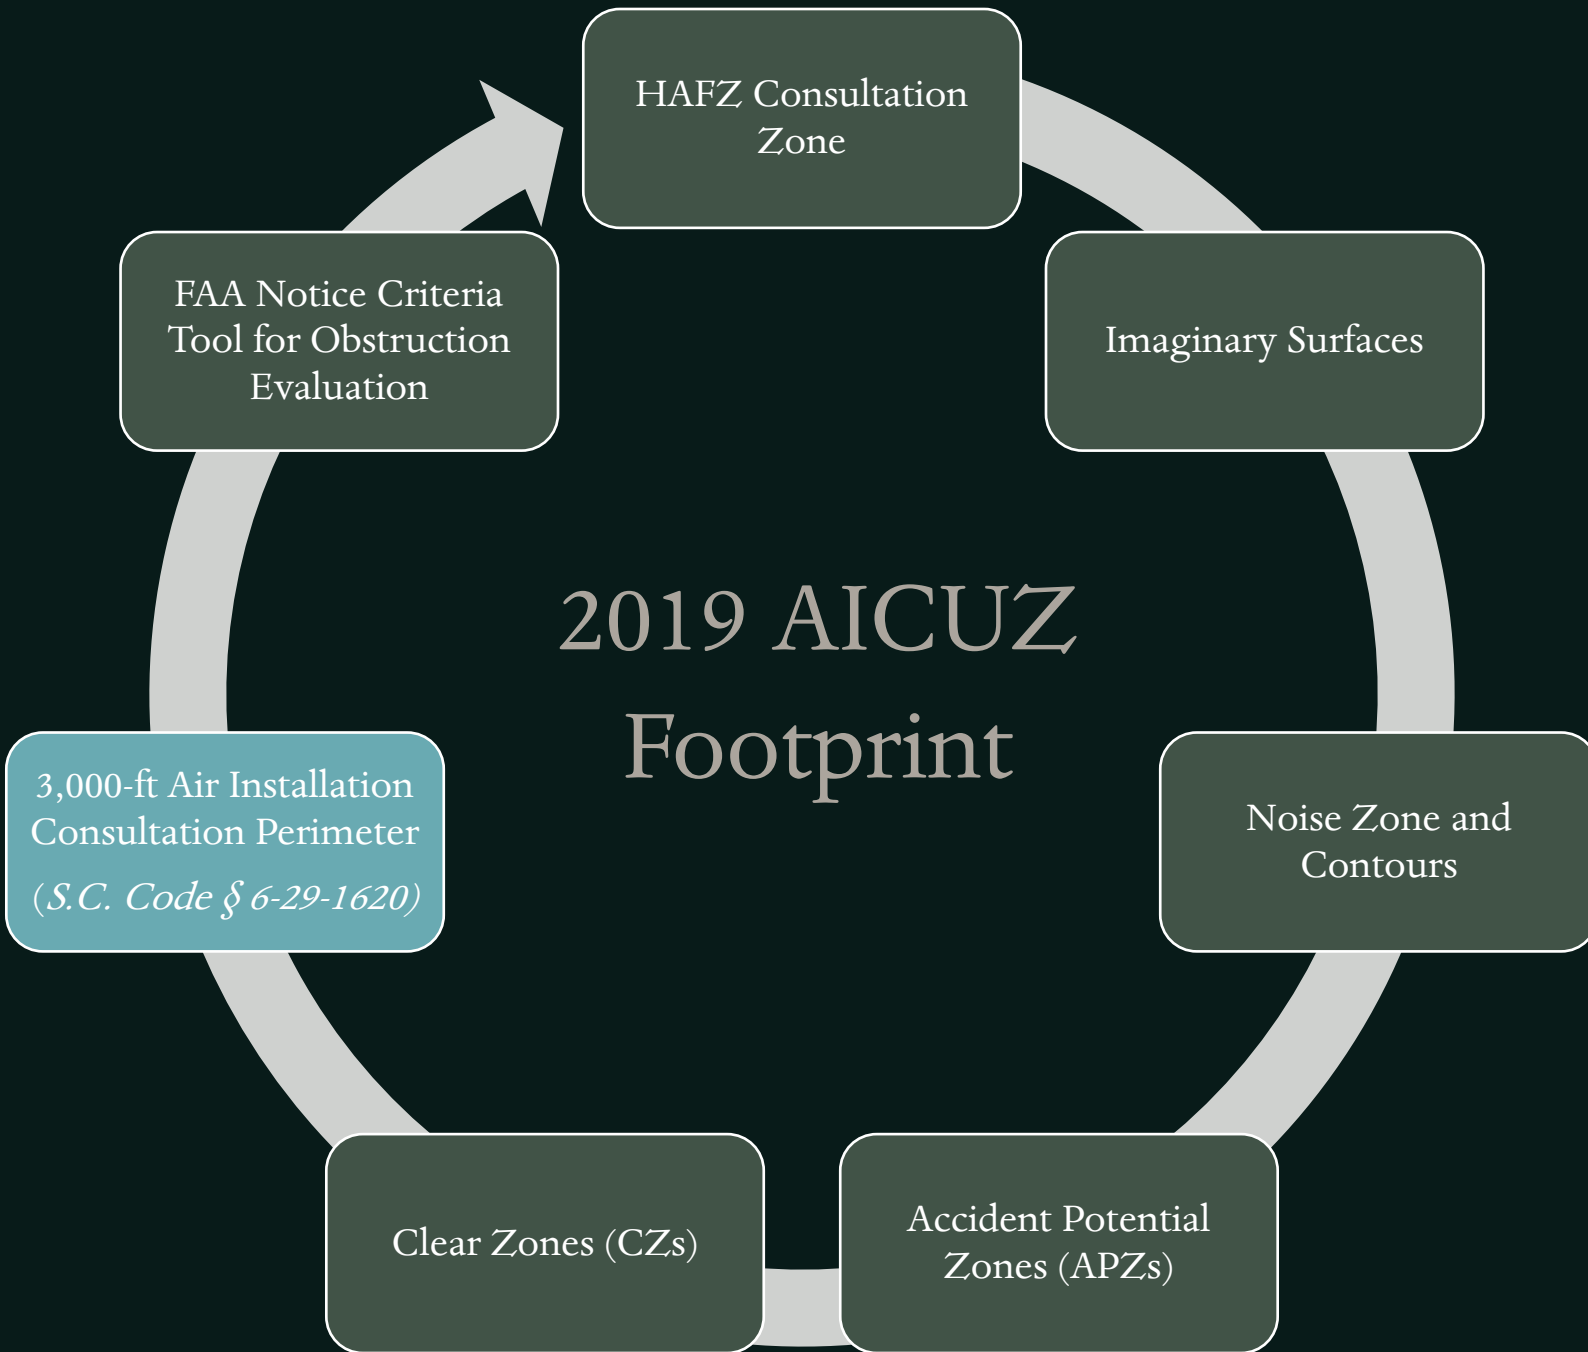 HAFZ Consultation
Zone
Imaginary Surfaces
Noise Zone and
Contours
Accident Potential
Zones (APZs)
Clear Zones (CZs)
3,000-ft Air Installation
Consultation Perimeter
(S.C. Code § 6-29-1620)
FAA Notice Criteria
Tool for Obstruction
Evaluation
2019 AICUZ
Footprint